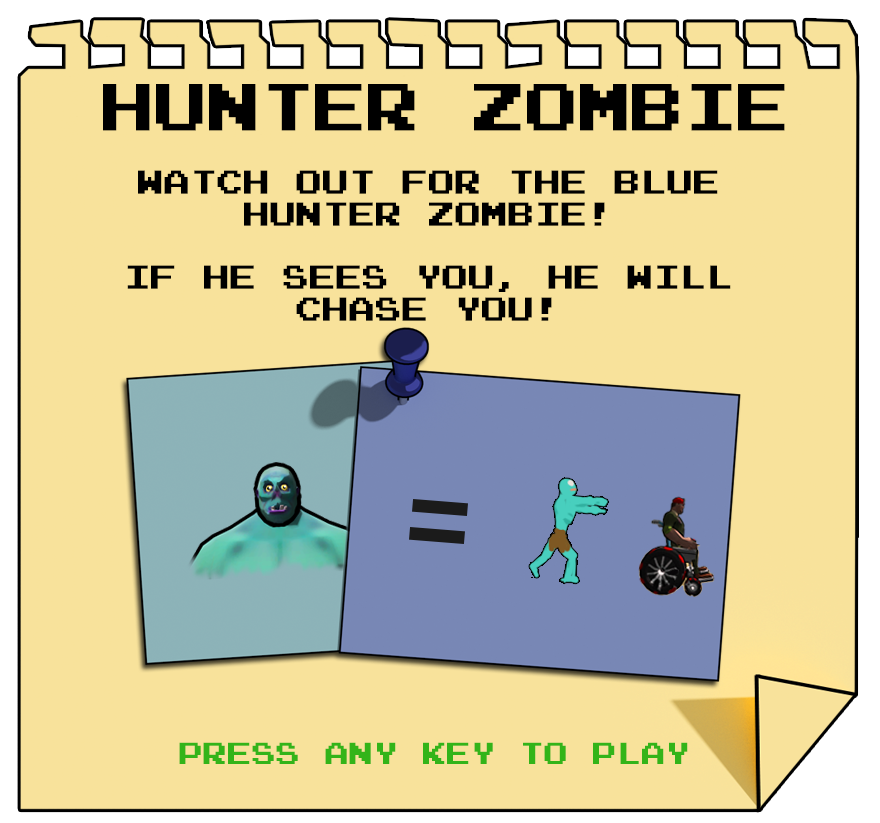 HUNTER ZOMBIE
WATCH OUT FOR THE BLUE
HUNTER ZOMBIE!
IF HE SEES YOU, HE WILL
CHASE YOU!
=
PRESS ANY KEY TO PLAY